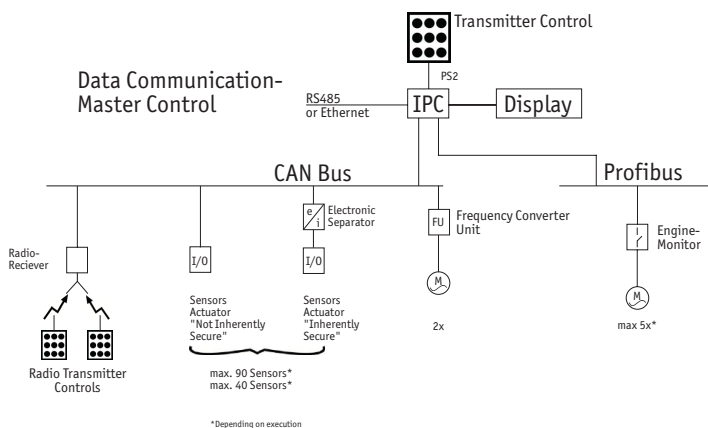 Transmitter Control
PS2
Data Communication-
Master Control
RS485
or Ethernet
IPC
Display
CAN Bus
Profibus
e
i
Electronic
Separator
FU
Frequency Converter
Unit
Engine-
Monitor
Radio-
Reciever
I/O
I/O
M
M
Sensors
Actuator
"Not Inherently
Secure"
Sensors
Actuator
"Inherently
Secure"
2x
max 5x*
Radio Transmitter
Controls
max. 90 Sensors*
max. 40 Sensors*
*Depending on execution